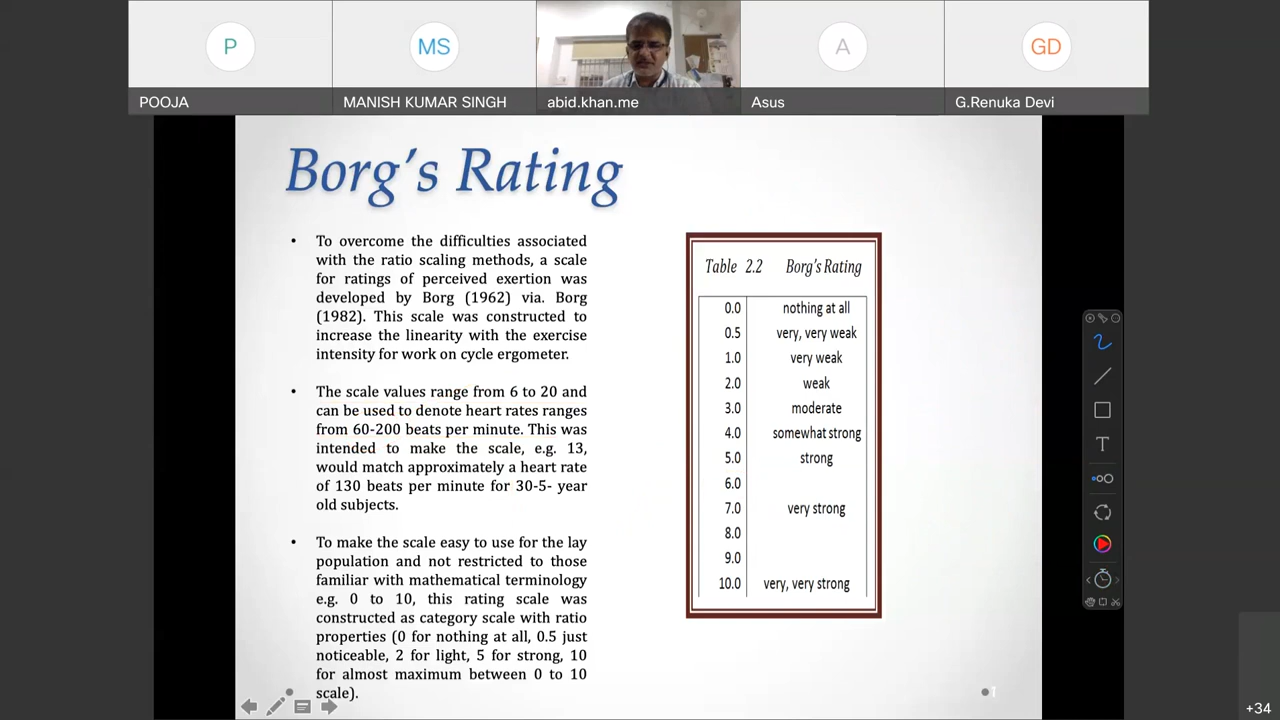 P
MS
A
GD
POOJA
MANISH KUMAR SINGH
abid.khan.me
Asus
G.Renuka Devi
Borg's Rating
• To overcome the difficulties associated
with the ratio scaling methods, a scale
for ratings of perceived exertion was
developed by Borg (1962) via. Borg
(1982). This scale was constructed to
increase the linearity with the exercise
intensity for work on cycle ergometer.
• The scale values range from 6 to 20 and
can be used to denote heart rates ranges
from 60-200 beats per minute. This was
intended to make the scale, e.g. 13,
would match approximately a heart rate
of 130 beats per minute for 30-5- year
old subjects.
• To make the scale easy to use for the lay
population and not restricted to those
familiar with mathematical terminology
e.g. 0 to 10, this rating scale was
constructed as category scale with ratio
properties (0 for nothing at all, 0.5 just
noticeable, 2 for light, 5 for strong, 10
for almost maximum between 0 to 10
scale).
Table 2.2 Borg's Rating
0.0 nothing at all
0.5 very, very weak
1.0 very weak
2.0 weak
3.0 moderate
4.0 somewhat strong
5.0 strong
6.0
7.0 very strong
8.0
9.0
10.0 very, very strong
T
+34